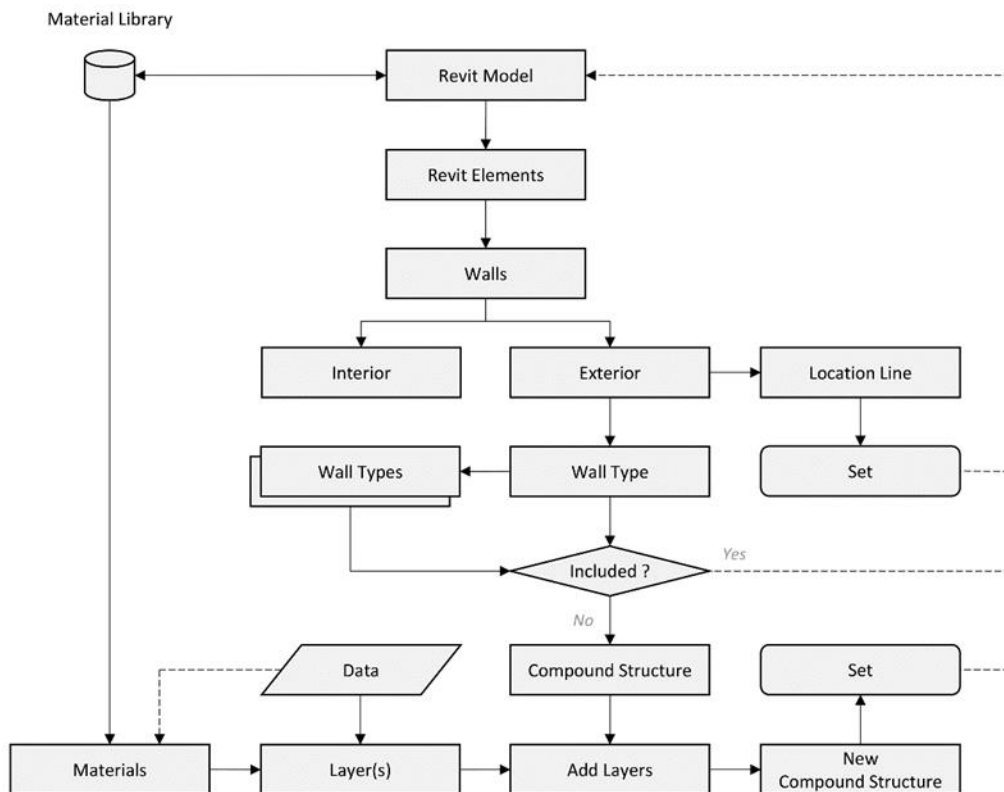 Material Library
Revit Model
Revit Elements
Walls
Interior
Exterior
Location Line
Wall Types
Wall Type
Set
Included ?
Yes
No
Data
Compound Structure
Set
Materials
Layer(s)
Add Layers
New
Compound Structure